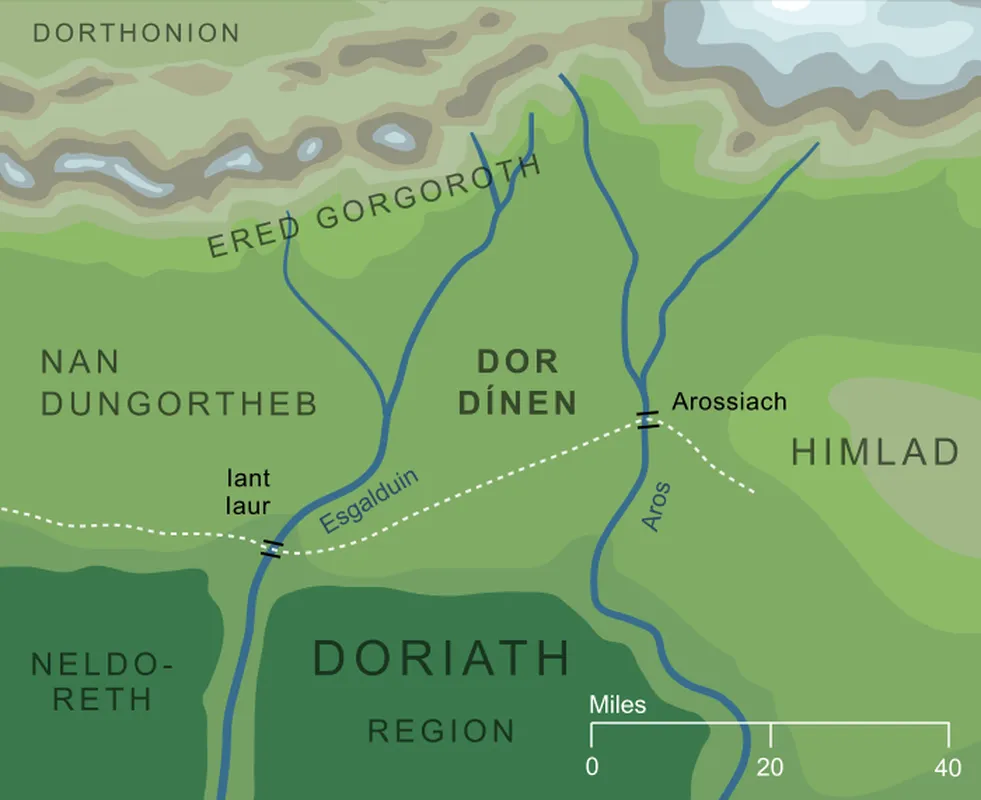 DORTHONION
ERED GORGOROTH
NAN
DUNGORTHEB
DOR
DÍNEN
Arossiach
HIMLAD
Iant
Iaur
Esgalduin
Aros
NELDO-
RETH
DORIATH
REGION
Miles
0 20 40